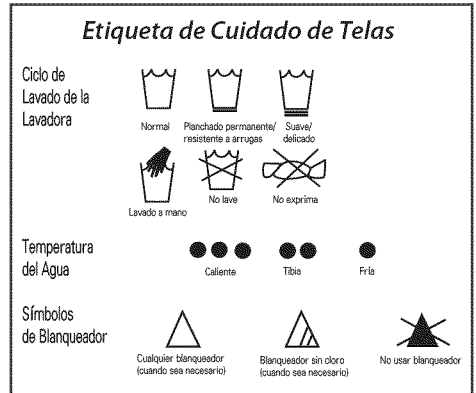 Etiqueta de Cuidado de Telas
Ciclo de
Lavado de la
Lavadora
Normal
Planchado permanente/
resistente a arrugas
Suave/
delicado
Lavado a mano
No lave
No exprima
Temperatura
del Agua
Caliente
Tibia
Fría
Símbolos
de Blanqueador
Cualquier blanqueador
(cuando sea necesario)
Blanqueador sin cloro
(cuando sea necesario)
No usar blanqueador